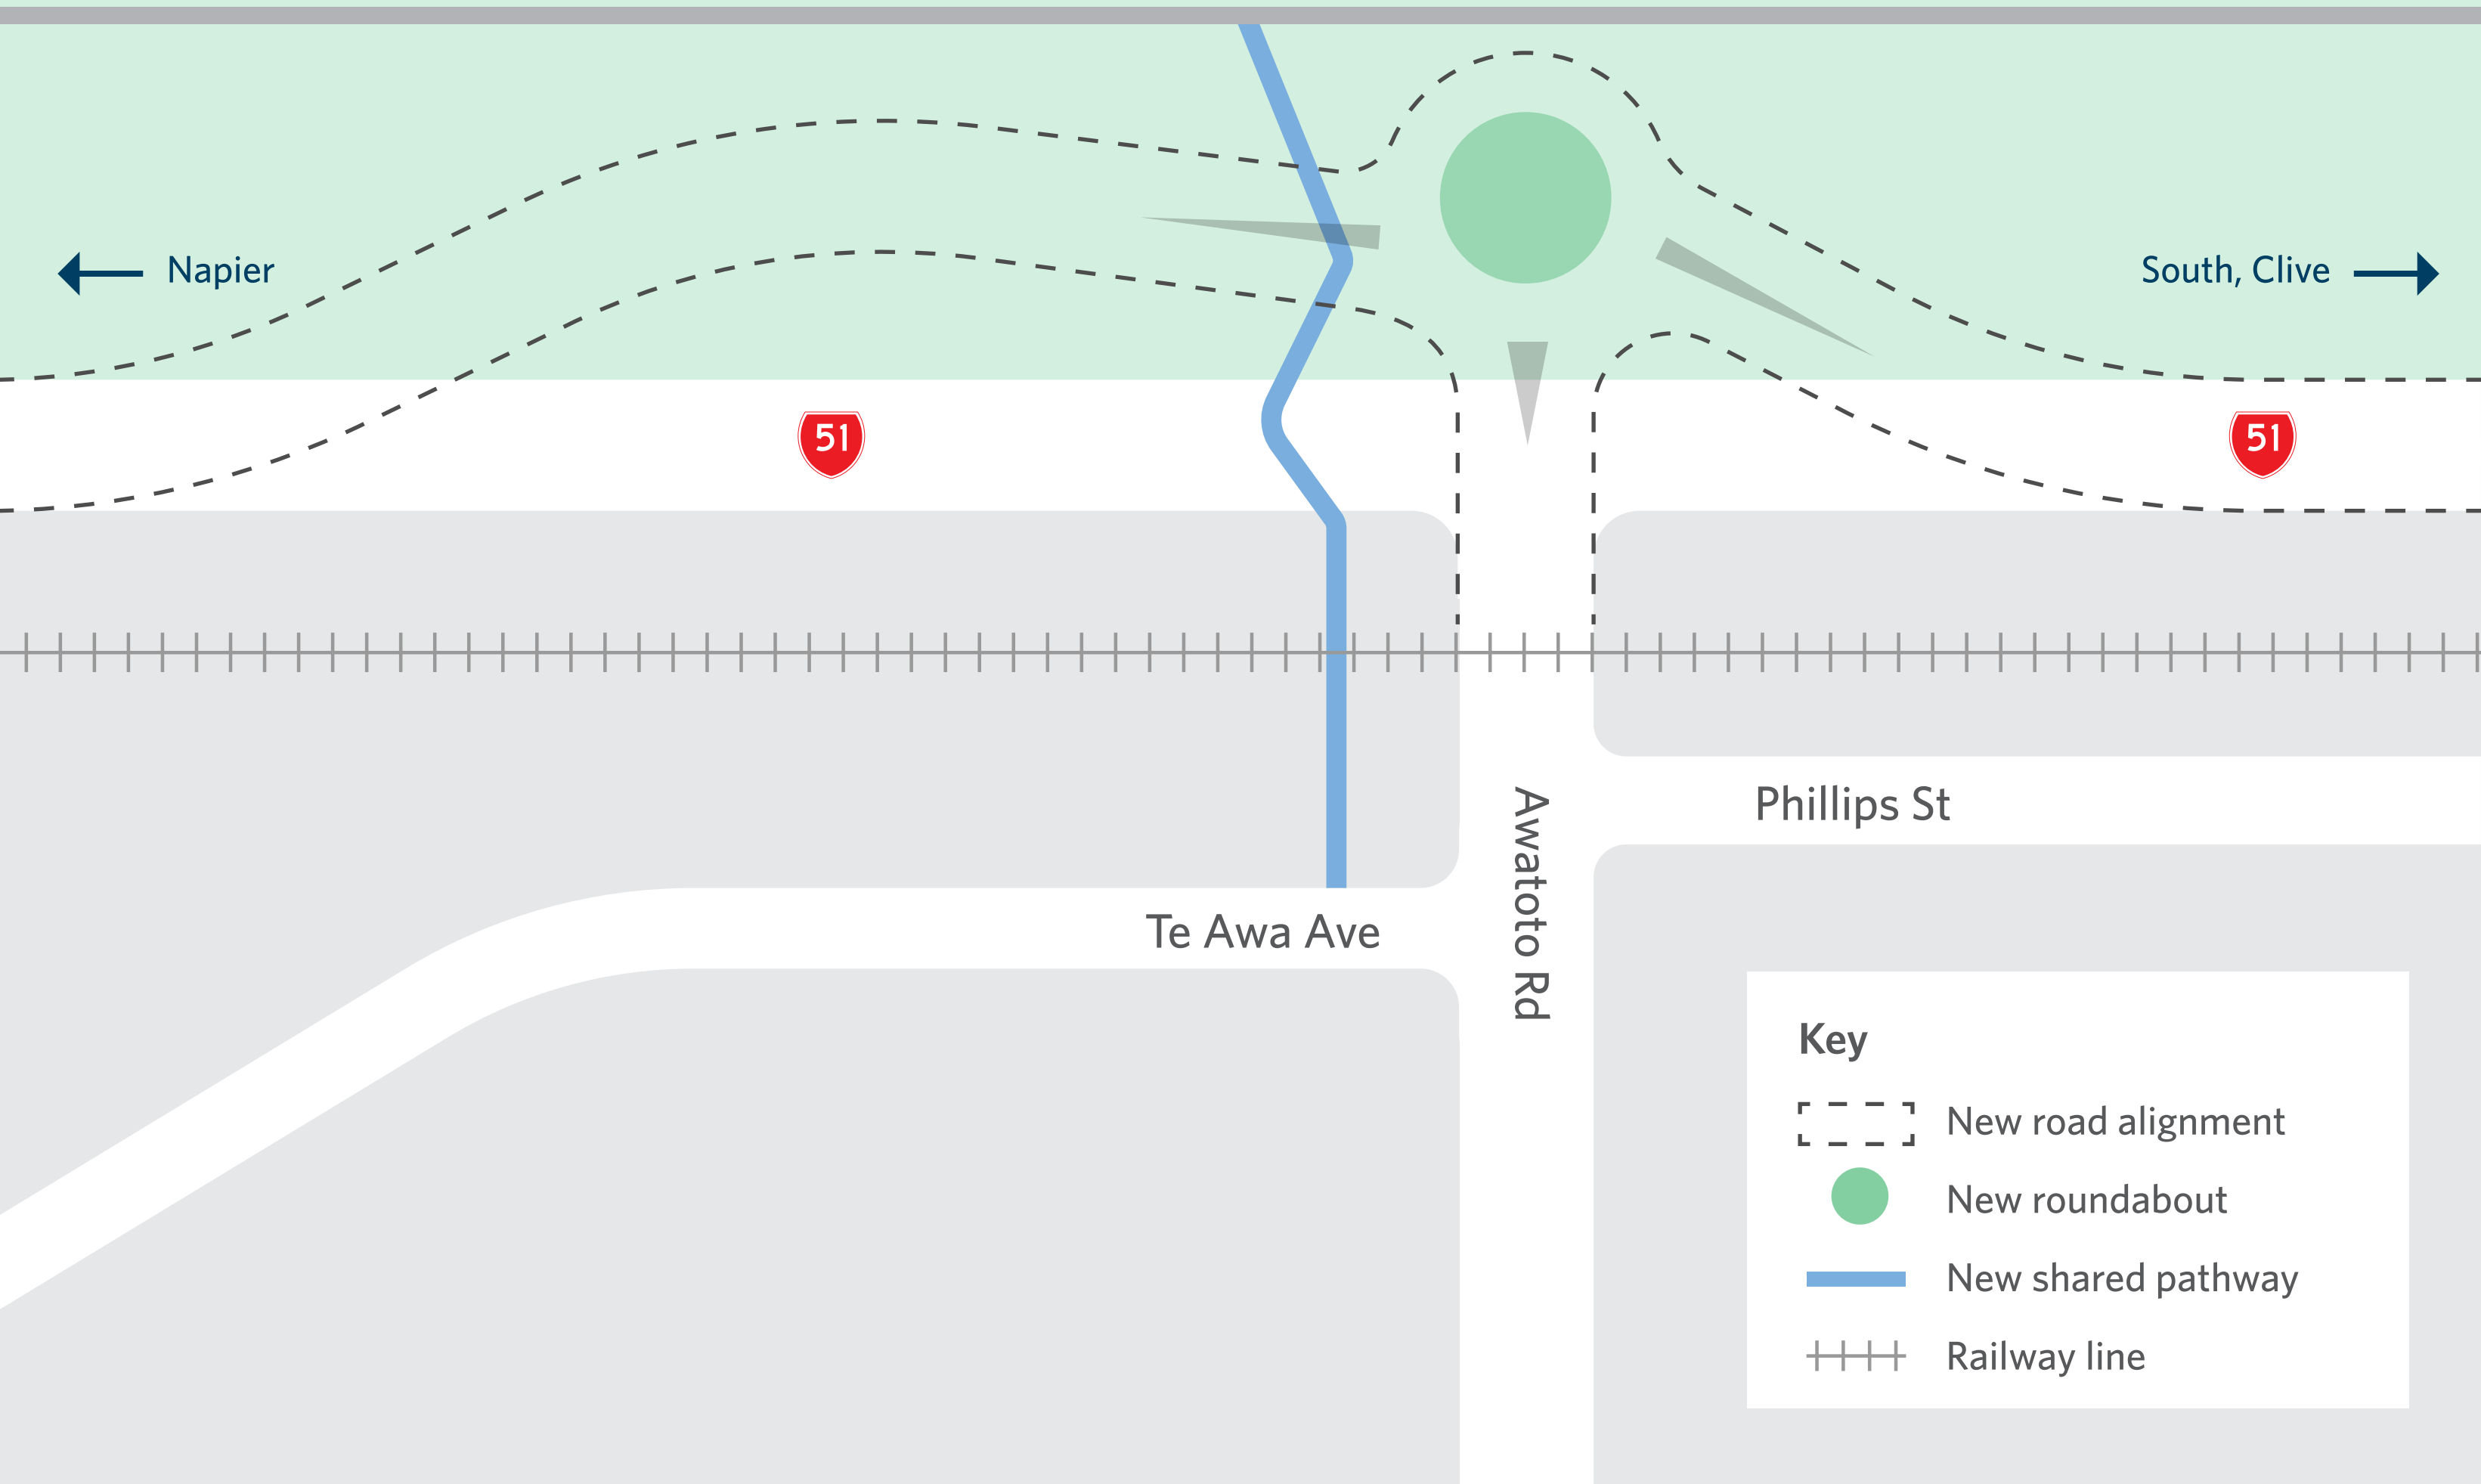 Napier
South, Clive
51
51
Phillips St
Awatoto Rd
Te Awa Ave
Key
New road alignment
New roundabout
New shared pathway
Railway line